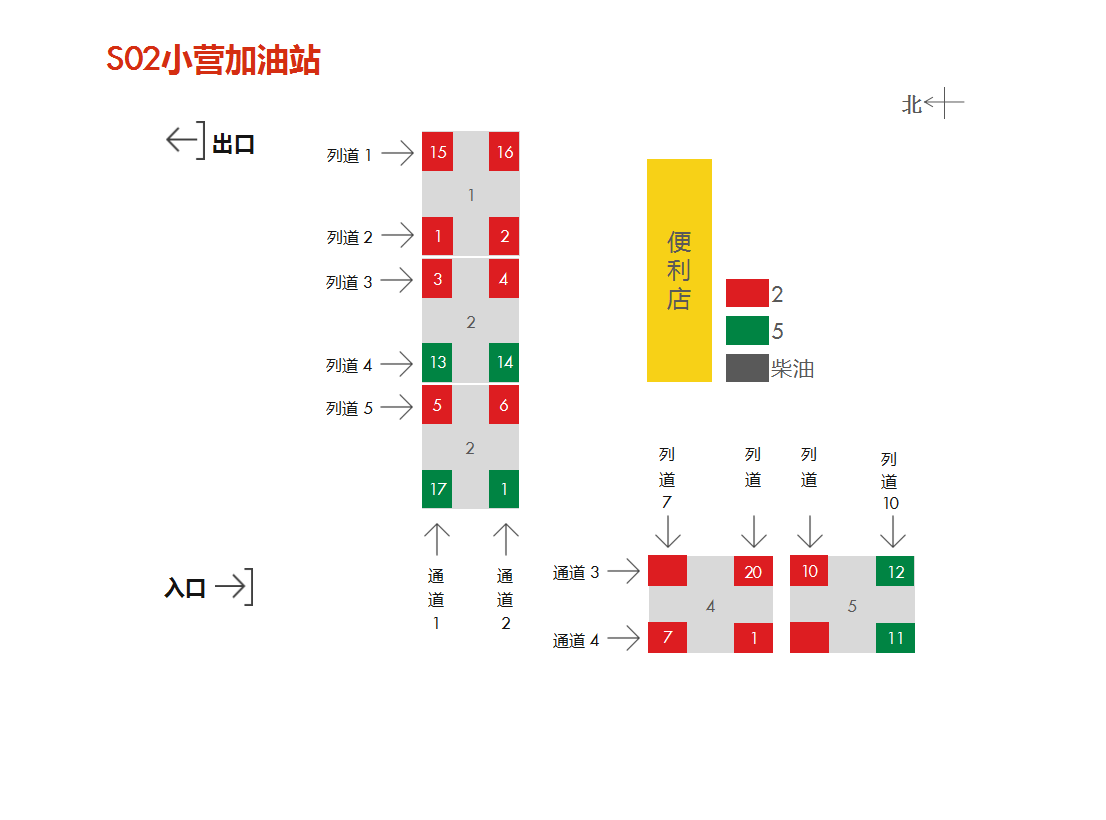 S02小营加油站
北
出口
列道 1
15
16
1
列道 2
1
2
列道 3
3
4
2
列道 4
13
14
列道 5
5
6
2
17
1
便利店
2
5
柴油
入口
通道 1
通道 2
列道 7
列道
列道
列道 10
通道 3
20
10
12
4
5
通道 4
7
1
11